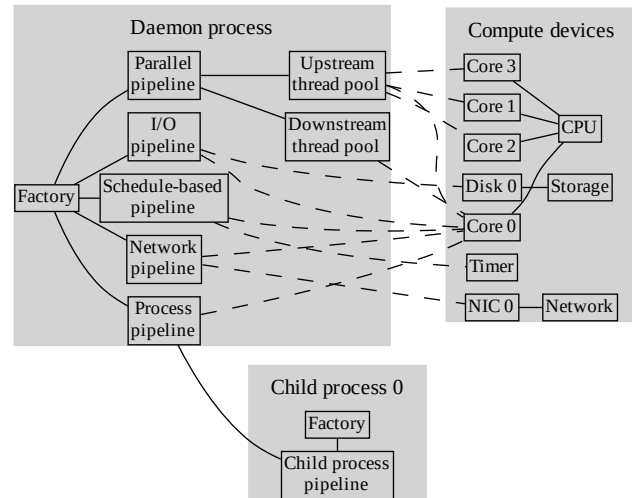 Daemon process
Parallel
pipeline
Upstream
thread pool
I/O
pipeline
Downstream
thread pool
Factory
Schedule-based
pipeline
Network
pipeline
Process
pipeline
Compute devices
Core 3
Core 1
CPU
Core 2
Disk 0
Storage
Core 0
Timer
NIC 0
Network
Child process 0
Factory
Child process
pipeline